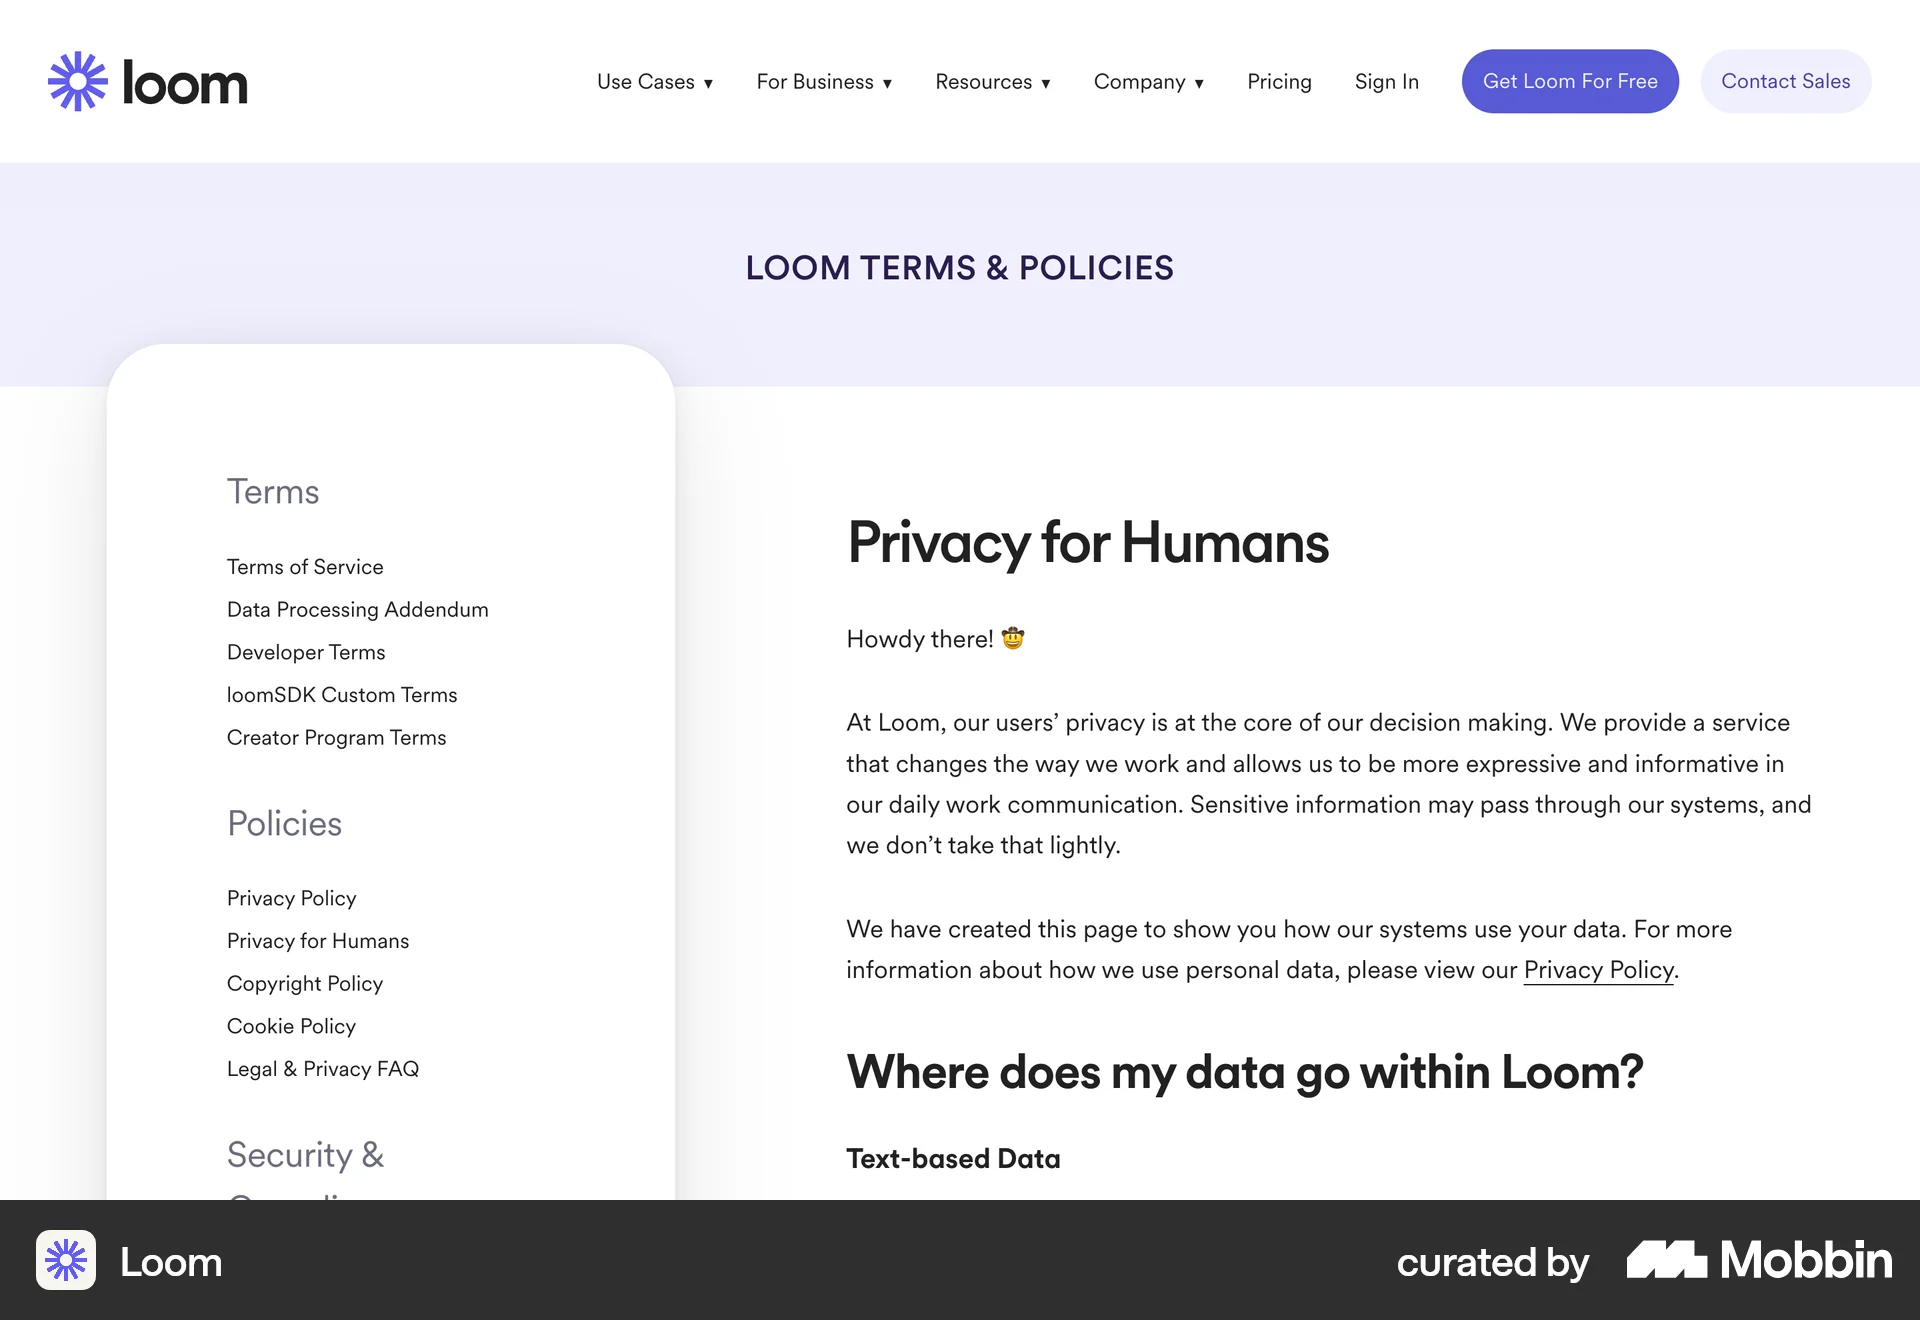 loom
Use Cases ▾ For Business ▾ Resources ▾ Company ▾ Pricing Sign In Get Loom For Free Contact Sales
LOOM TERMS & POLICIES
Terms
Terms of Service
Data Processing Addendum
Developer Terms
loomSDK Custom Terms
Creator Program Terms
Policies
Privacy Policy
Privacy for Humans
Copyright Policy
Cookie Policy
Legal & Privacy FAQ
Security &
Privacy for Humans
Howdy there! 🤠
At Loom, our users’ privacy is at the core of our decision making. We provide a service
that changes the way we work and allows us to be more expressive and informative in
our daily work communication. Sensitive information may pass through our systems, and
we don’t take that lightly.
We have created this page to show you how our systems use your data. For more
information about how we use personal data, please view our Privacy Policy.
Where does my data go within Loom?
Text-based Data
Loom
curated by Mobbin